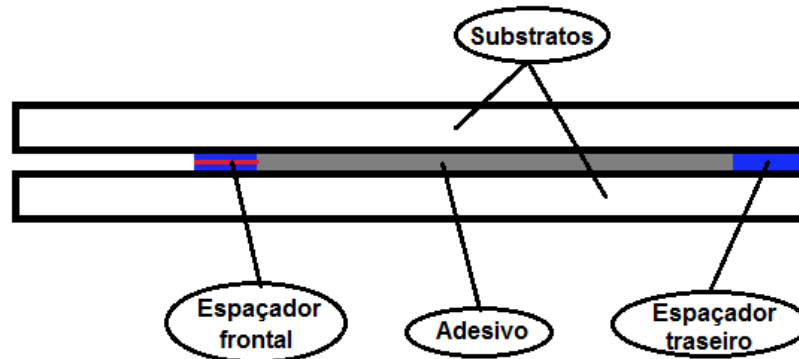 Substratos
Espaçador
frontal
Adesivo
Espaçador
traseiro